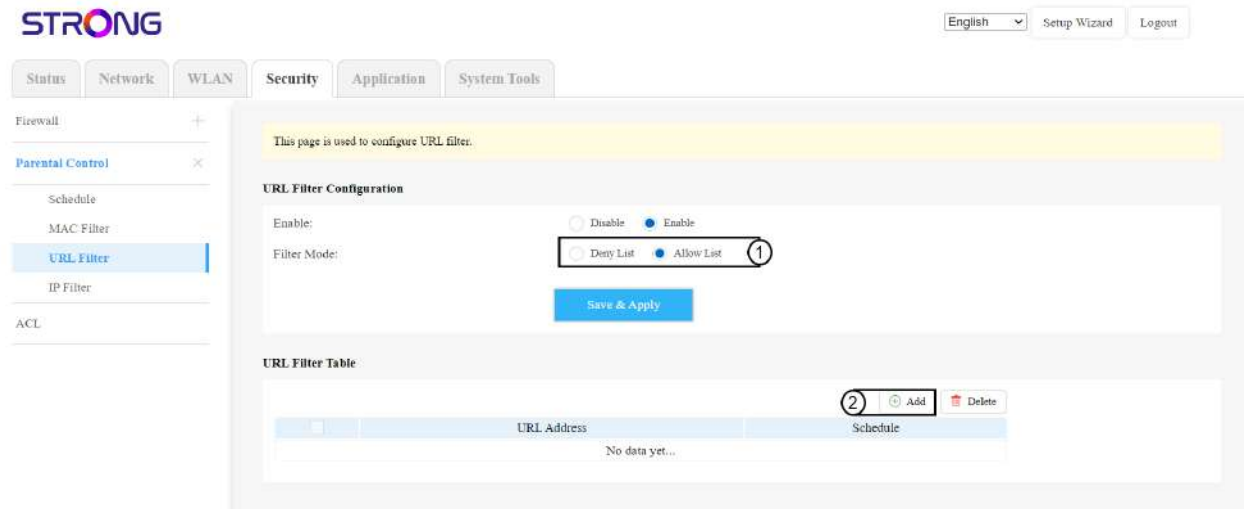 STRONG
English Setup Wizard Logout
Status Network WLAN Security Application System Tools
Firewall
Parental Control
Schedule
MAC Filter
URL Filter
IP Filter
ACL
This page is used to configure URL filter.
URL Filter Configuration
Enable: Disable Enable
Filter Mode: Deny List Allow List 1
Save & Apply
URL Filter Table
2 Add Delete
URL Address Schedule
No data yet...